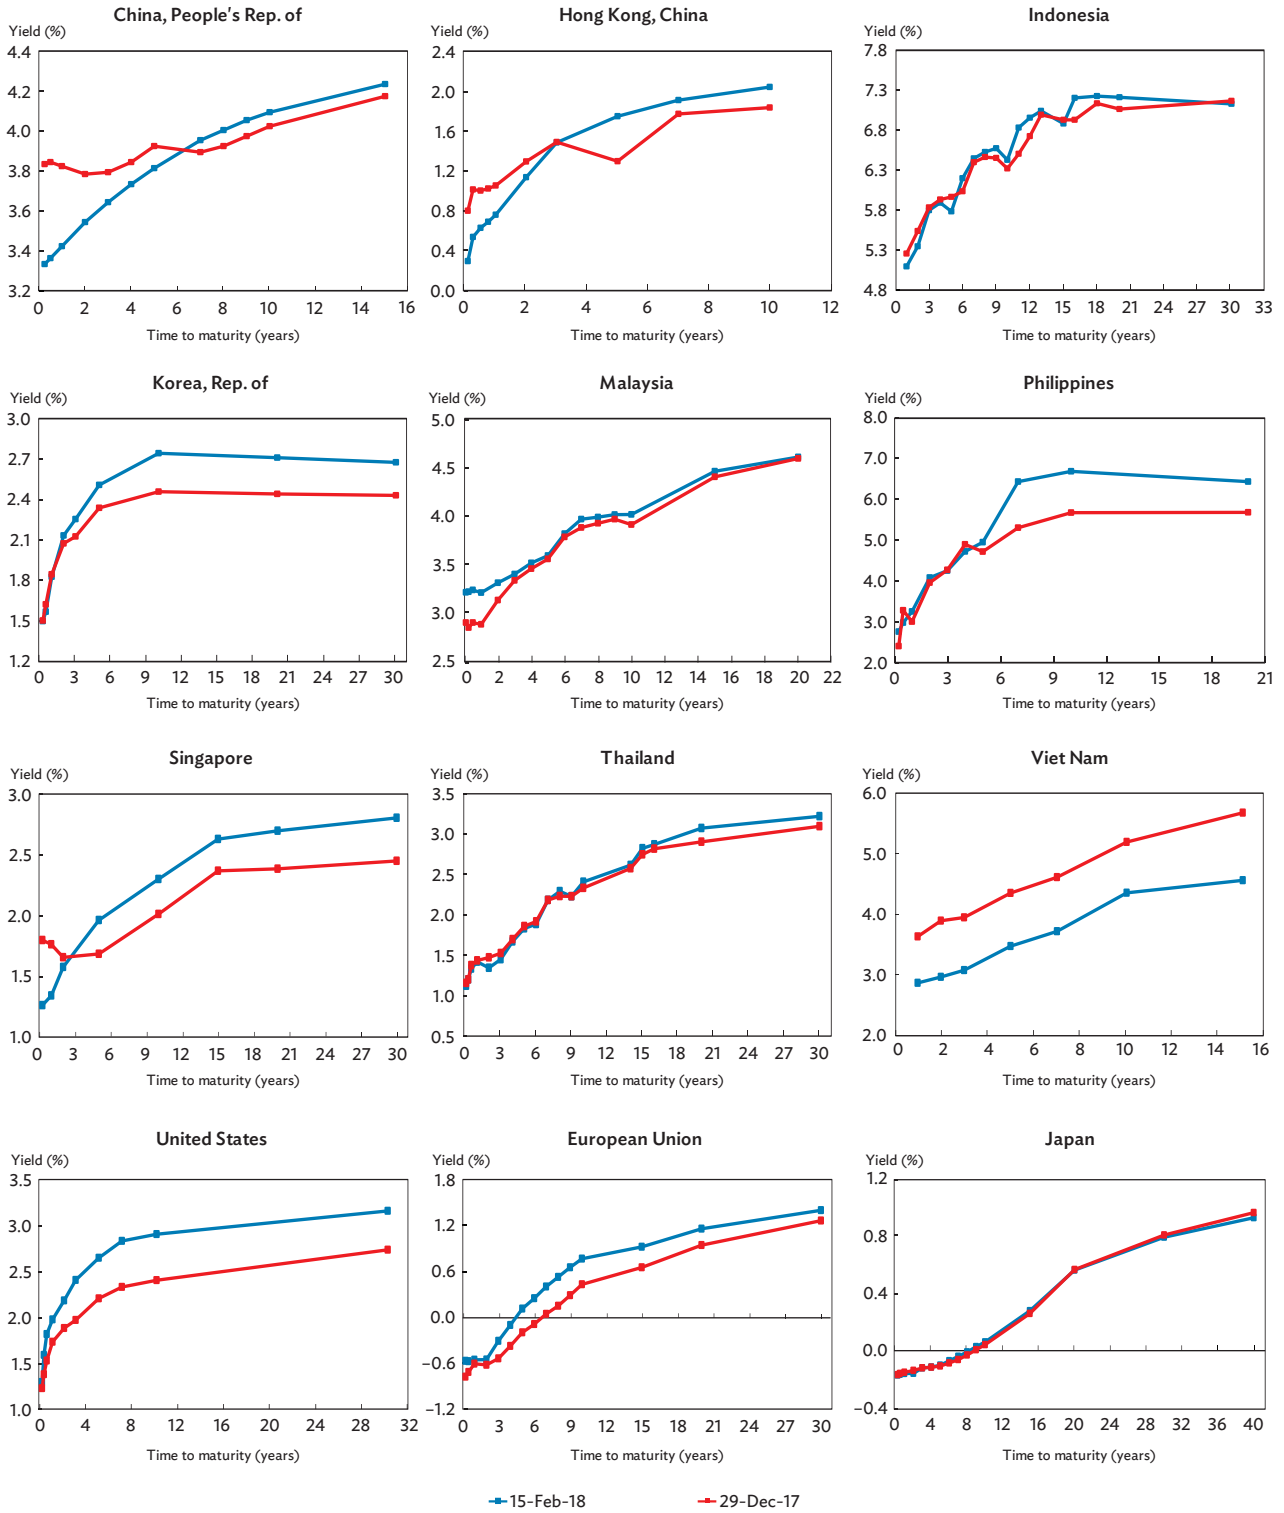 China, People's Rep. of
Yield (%)
4.4
4.2
4.0
3.8
3.6
3.4
3.2
0 2 4 6 8 10 12 14 16
Time to maturity (years)
Hong Kong, China
Yield (%)
2.4
2.0
1.6
1.2
0.8
0.4
0.0
0 2 4 6 8 10 12
Time to maturity (years)
Indonesia
Yield (%)
7.8
7.3
6.8
6.3
5.8
5.3
4.8
0 3 6 9 12 15 18 21 24 27 30 33
Time to maturity (years)
Korea, Rep. of
Yield (%)
3.0
2.7
2.4
2.1
1.8
1.5
1.2
0 3 6 9 12 15 18 21 24 27 30
Time to maturity (years)
Malaysia
Yield (%)
5.0
4.5
4.0
3.5
3.0
2.5
0 2 4 6 8 10 12 14 16 18 20 22
Time to maturity (years)
Philippines
Yield (%)
8.0
7.0
6.0
5.0
4.0
3.0
2.0
0 3 6 9 12 15 18 21
Time to maturity (years)
Singapore
Yield (%)
3.0
2.5
2.0
1.5
1.0
0 3 6 9 12 15 18 21 24 27 30
Time to maturity (years)
Thailand
Yield (%)
3.5
3.0
2.5
2.0
1.5
1.0
0.5
0 3 6 9 12 15 18 21 24 27 30
Time to maturity (years)
Viet Nam
Yield (%)
6.0
5.0
4.0
3.0
2.0
0 2 4 6 8 10 12 14 16
Time to maturity (years)
United States
Yield (%)
3.5
3.0
2.5
2.0
1.5
1.0
0 4 8 12 16 20 24 28 32
Time to maturity (years)
European Union
Yield (%)
1.8
1.2
0.6
0.0
–0.6
–1.2
0 3 6 9 12 15 18 21 24 27 30
Time to maturity (years)
Japan
Yield (%)
1.2
0.8
0.4
0.0
–0.4
0 4 8 12 16 20 24 28 32 36 40
Time to maturity (years)
15-Feb-18 29-Dec-17